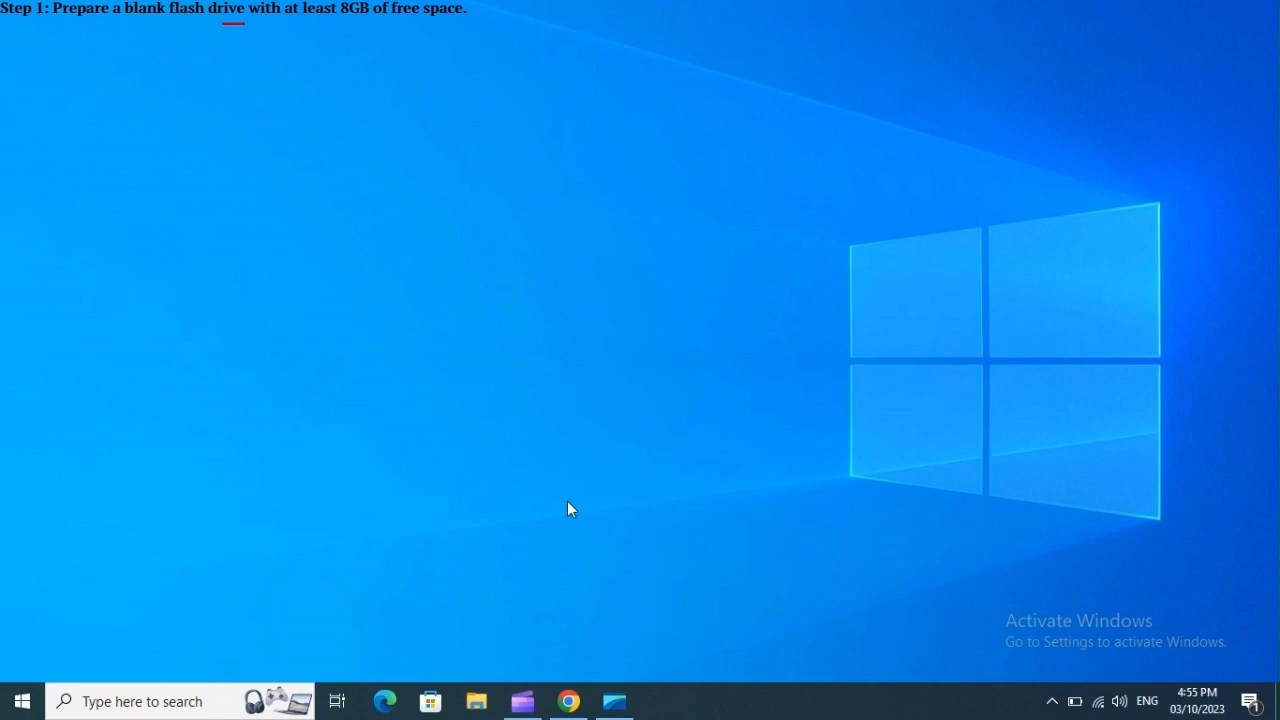 Step 1: Prepare a blank flash drive with at least 8GB of free space.
Activate Windows
Go to Settings to activate Windows.
Type here to search
ENG
4:55 PM
03/10/2023
1